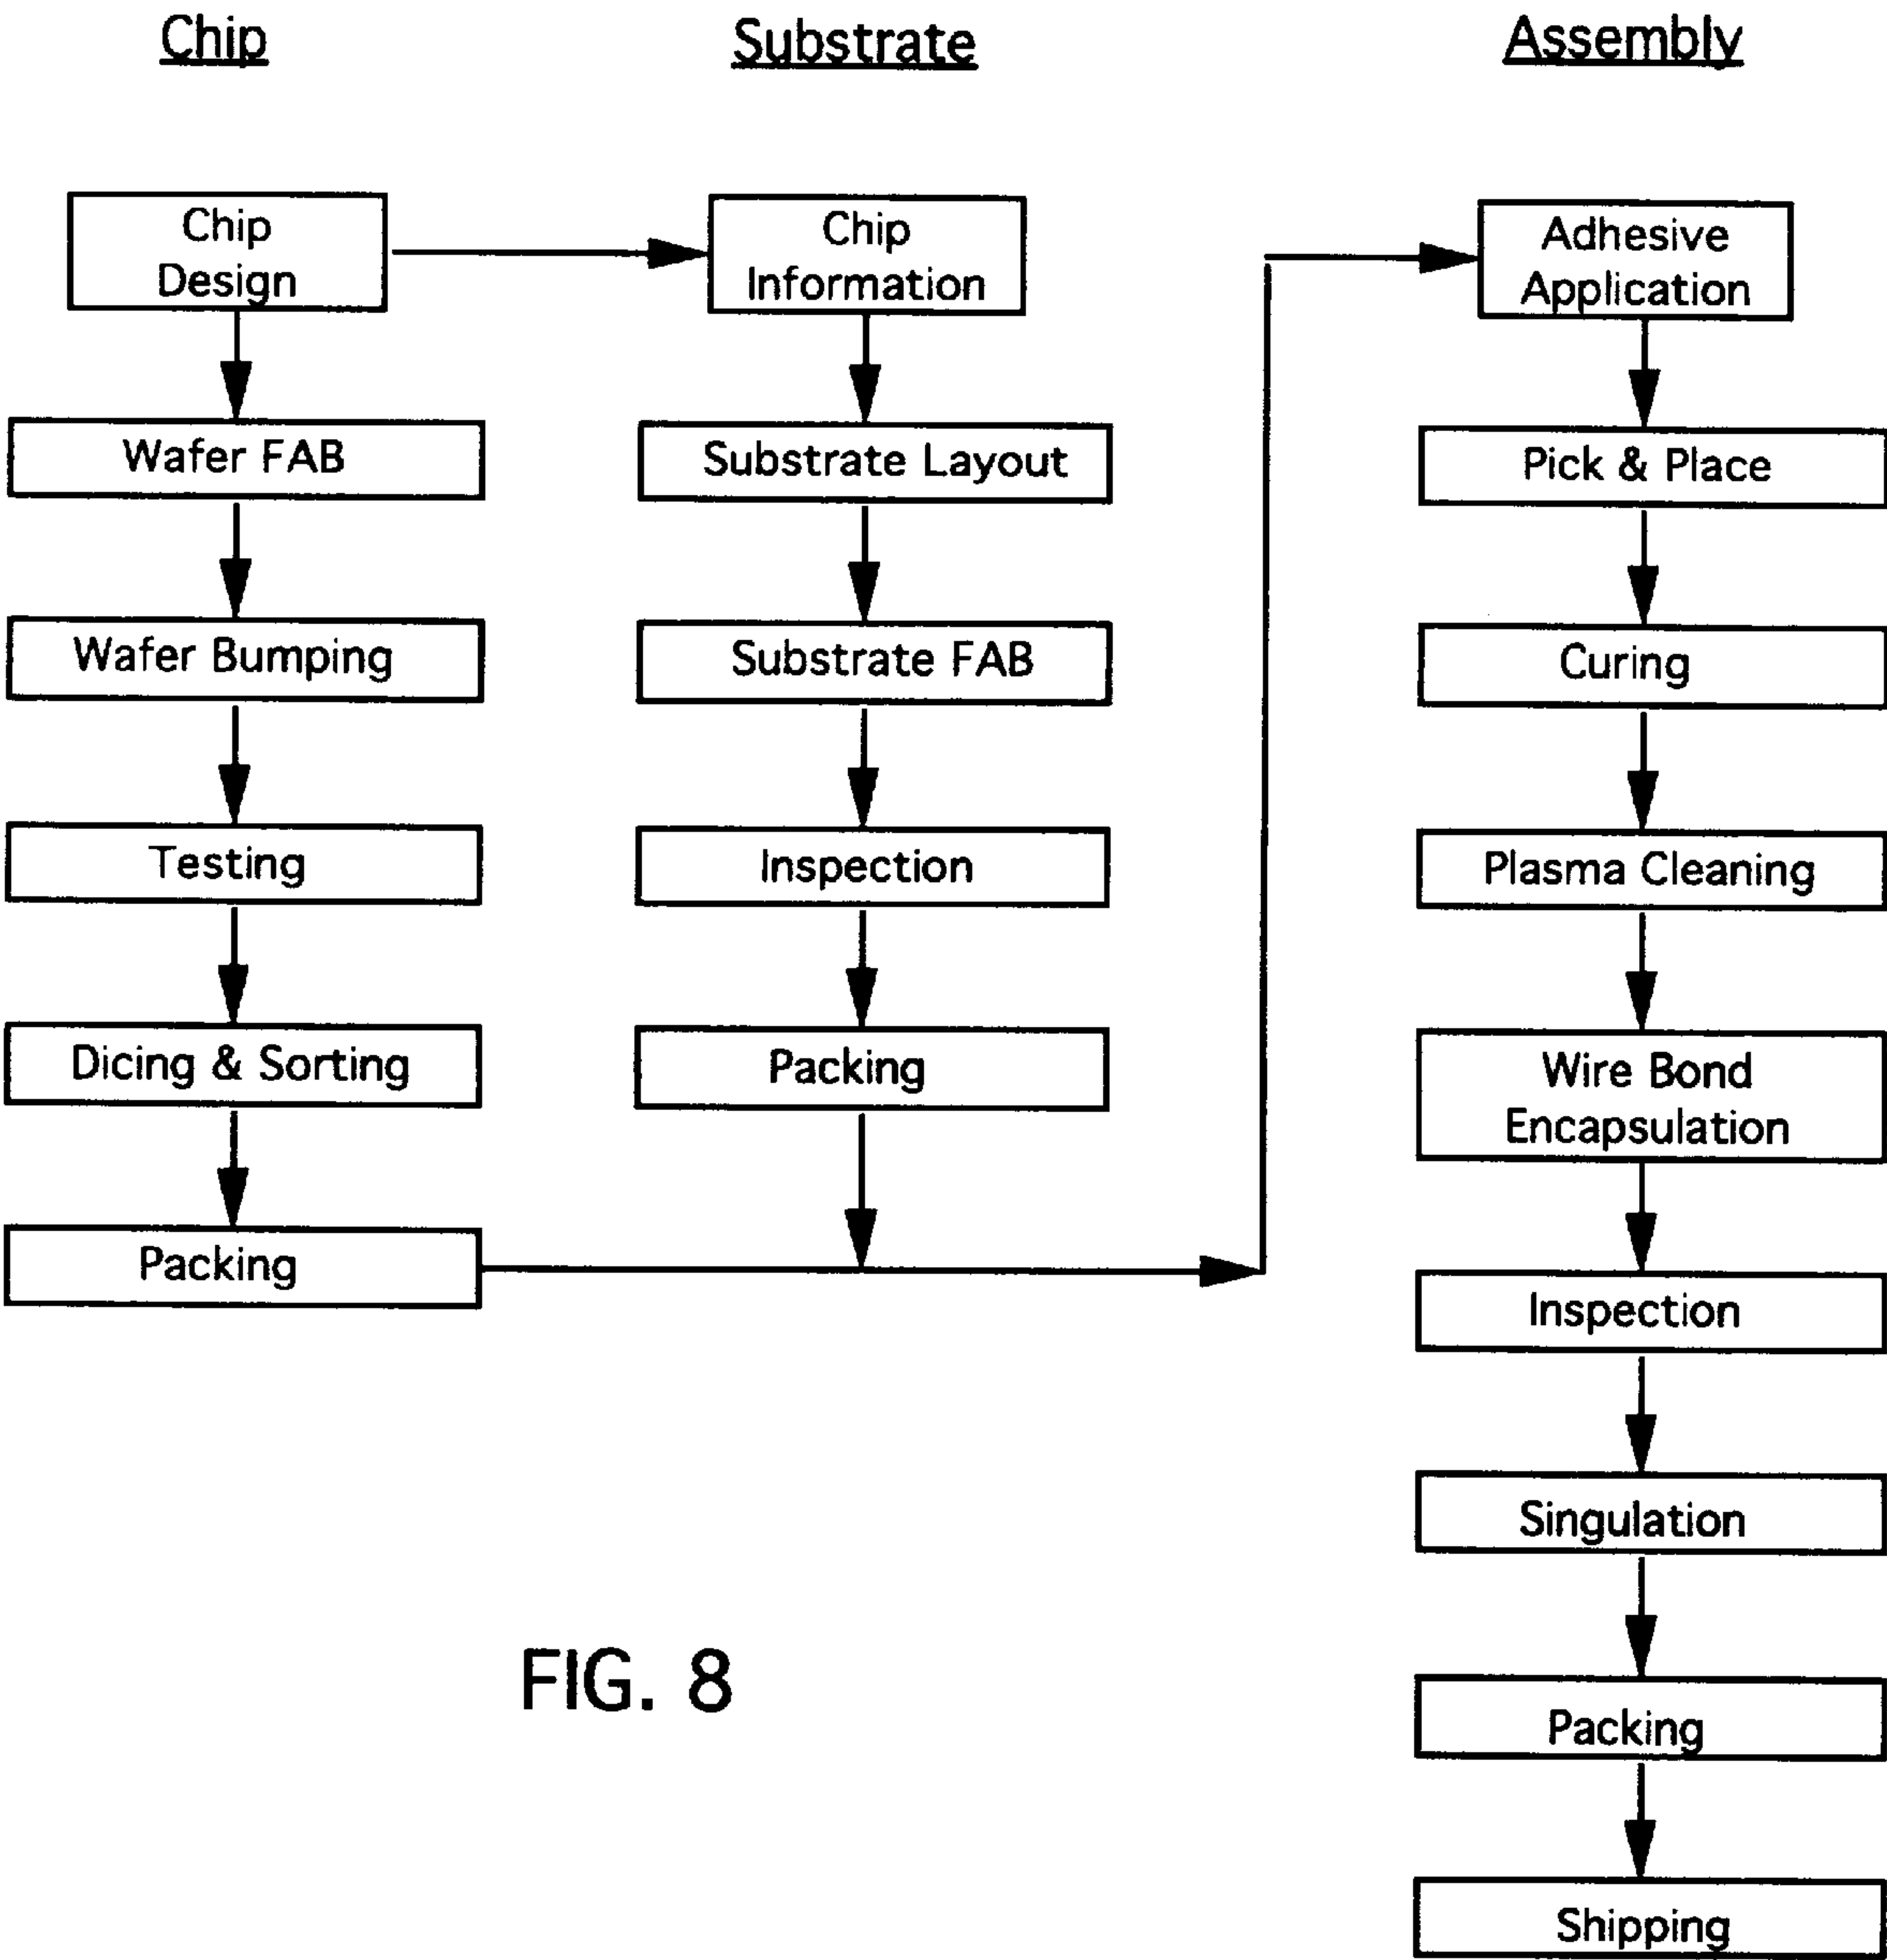 Chip
Substrate
Assembly
Chip
Design
Wafer FAB
Wafer Bumping
Testing
Dicing & Sorting
Packing
Chip
Information
Substrate Layout
Substrate FAB
Inspection
Packing
Adhesive
Application
Pick & Place
Curing
Plasma Cleaning
Wire Bond
Encapsulation
Inspection
Singulation
Packing
Shipping
FIG. 8